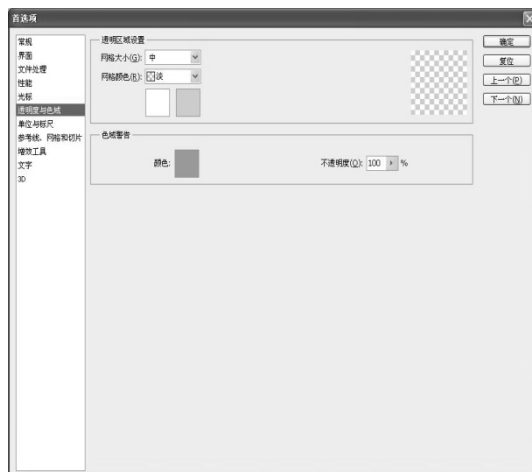 首选项
常规
界面
文件处理
性能
光标
透明度与色域
单位与标尺
参考线、网格和切片
增效工具
文字
3D
透明区域设置
网格大小(G): 中
网格颜色(R): 淡
色域警告
颜色: 不透明度(O): 100 %
确定
复位
上一个(P)
下一个(N)